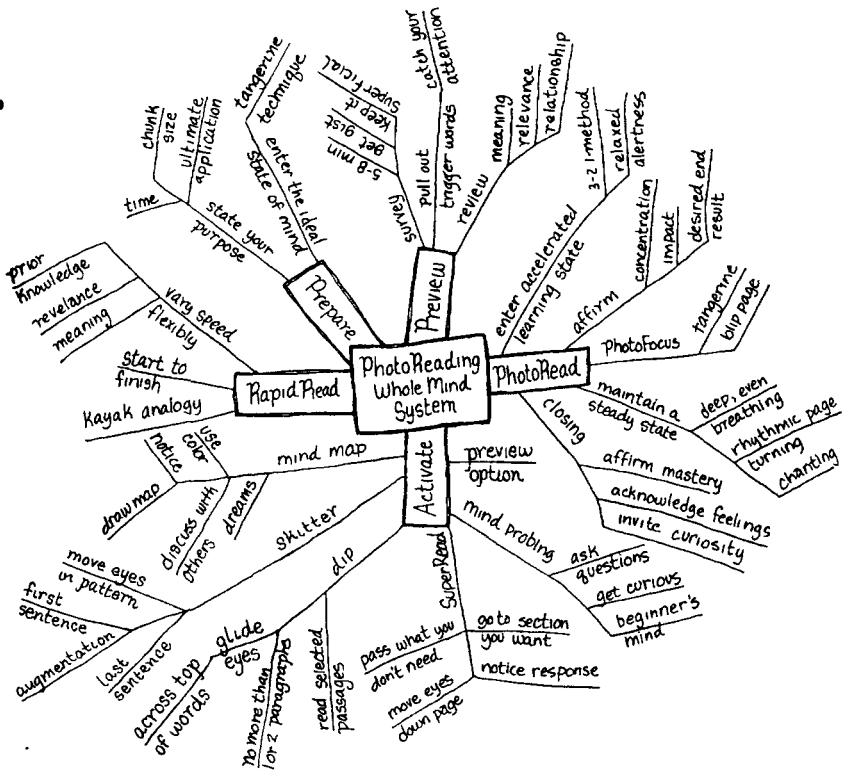 PhotoReading
Whole Mind
System
Prepare
state your
purpose
time
chunk
size
ultimate
application
enter the ideal
state of mind
tangerine
technique
Preview
survey
5-8 min
get gist
keep it
superficial
pull out
trigger words
catch your
attention
review
meaning
relevance
relationship
PhotoRead
enter accelerated
learning state
3-2 1-method
relaxed
alertness
affirm
concentration
impact
desired end
result
PhotoFocus
tangerine
blip page
maintain a
steady state
deep, even
breathing
rhythmic page
turning
chanting
closing
affirm mastery
acknowledge feelings
invite curiosity
Activate
preview
option
mind probing
ask
questions
get curious
beginner's
mind
SuperRead
go to section
you want
notice response
pass what you
don't need
move eyes
down page
dip
read selected
passages
no more than
1 or 2 paragraphs
glide
eyes
across top
of words
skitter
move eyes
in pattern
first
sentence
augmentation
last
sentence
mind map
use
color
notice
draw map
discuss with
others
dreams
Rapid Read
vary speed
flexibly
prior
knowledge
revelance
meaning
start to
finish
Kayak analogy